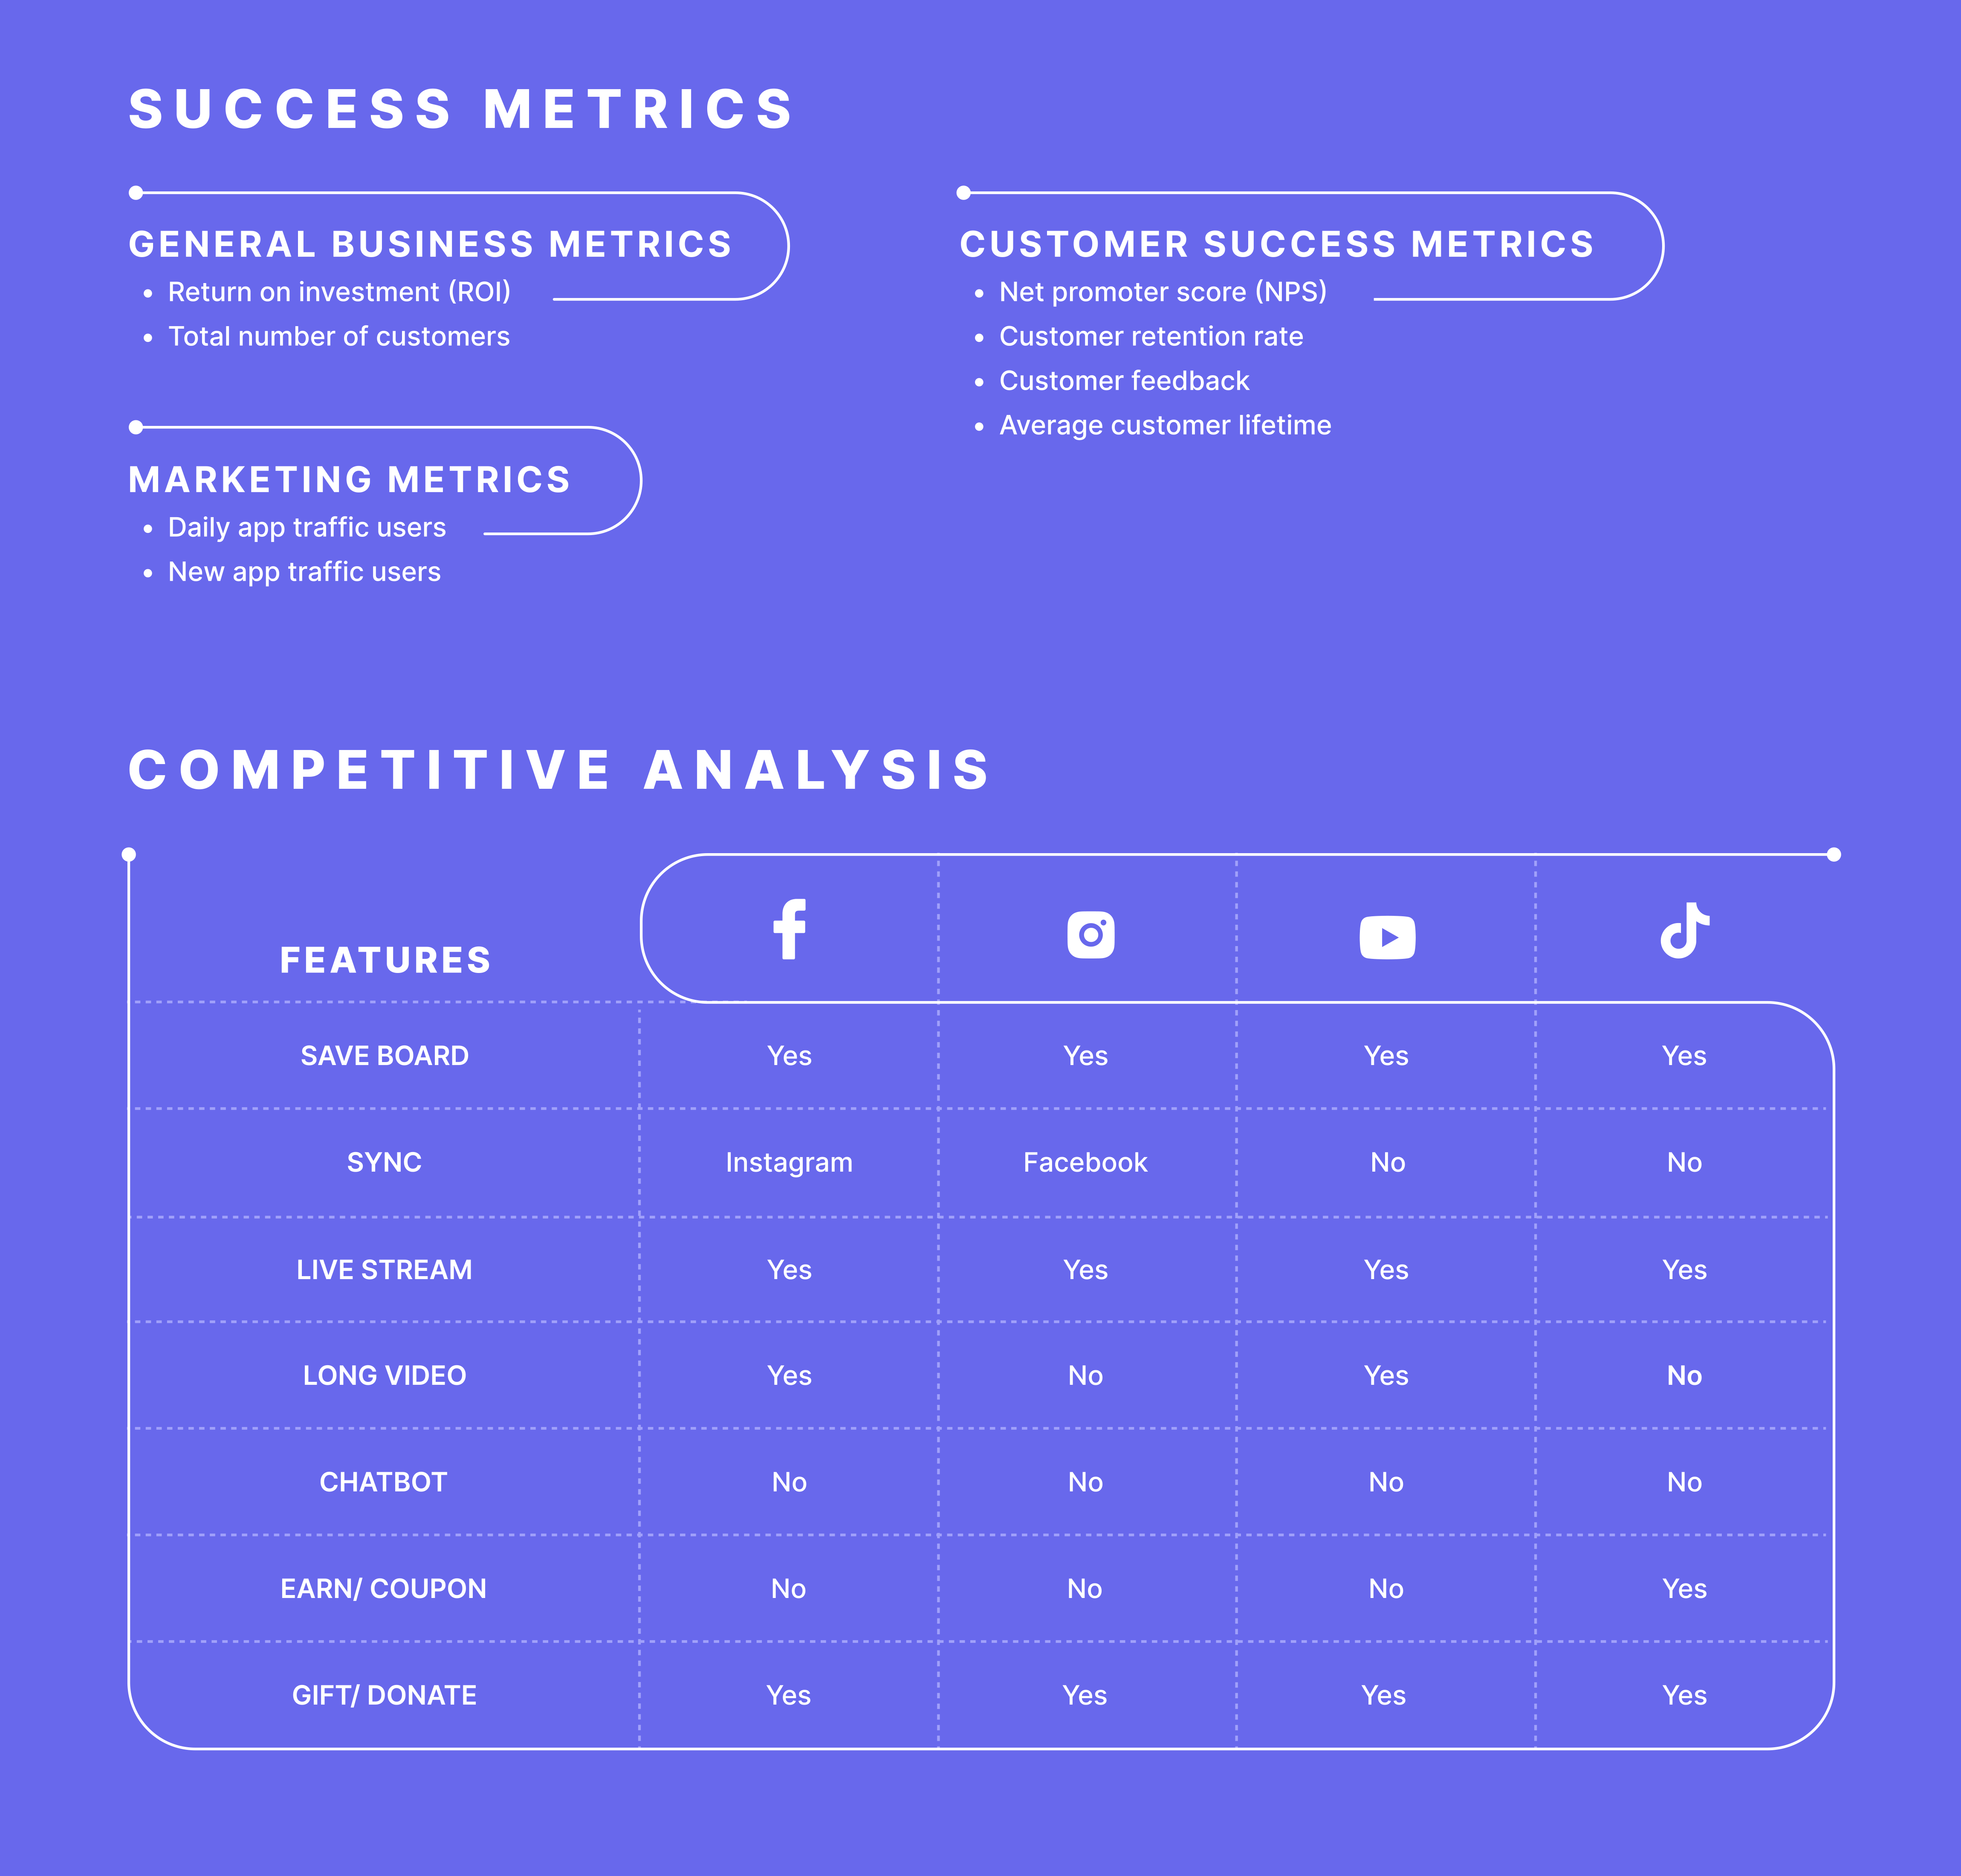 SUCCESS METRICS
GENERAL BUSINESS METRICS
• Return on investment (ROI)
• Total number of customers
MARKETING METRICS
• Daily app traffic users
• New app traffic users
CUSTOMER SUCCESS METRICS
• Net promoter score (NPS)
• Customer retention rate
• Customer feedback
• Average customer lifetime
COMPETITIVE ANALYSIS
FEATURES
SAVE BOARD Yes Yes Yes Yes
SYNC Instagram Facebook No No
LIVE STREAM Yes Yes Yes Yes
LONG VIDEO Yes No Yes No
CHATBOT No No No No
EARN/ COUPON No No No Yes
GIFT/ DONATE Yes Yes Yes Yes